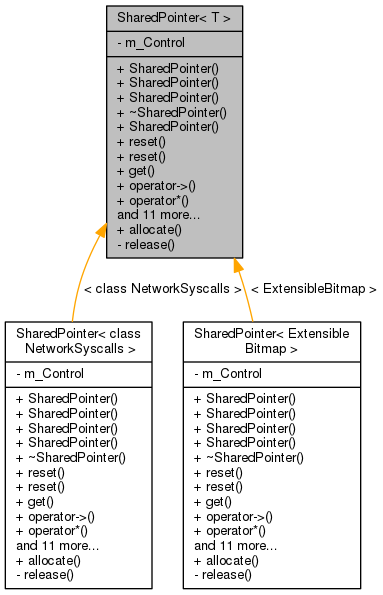 SharedPointer< T >
- m_Control
+ SharedPointer()
+ SharedPointer()
+ SharedPointer()
+ ~SharedPointer()
+ SharedPointer()
+ reset()
+ reset()
+ get()
+ operator->()
+ operator*()
and 11 more...
+ allocate()
- release()
< class NetworkSyscalls >
< ExtensibleBitmap >
SharedPointer< class
NetworkSyscalls >
- m_Control
+ SharedPointer()
+ SharedPointer()
+ SharedPointer()
+ SharedPointer()
+ ~SharedPointer()
+ reset()
+ reset()
+ get()
+ operator->()
+ operator*()
and 11 more...
+ allocate()
- release()
SharedPointer< Extensible
Bitmap >
- m_Control
+ SharedPointer()
+ SharedPointer()
+ SharedPointer()
+ SharedPointer()
+ ~SharedPointer()
+ reset()
+ reset()
+ get()
+ operator->()
+ operator*()
and 11 more...
+ allocate()
- release()